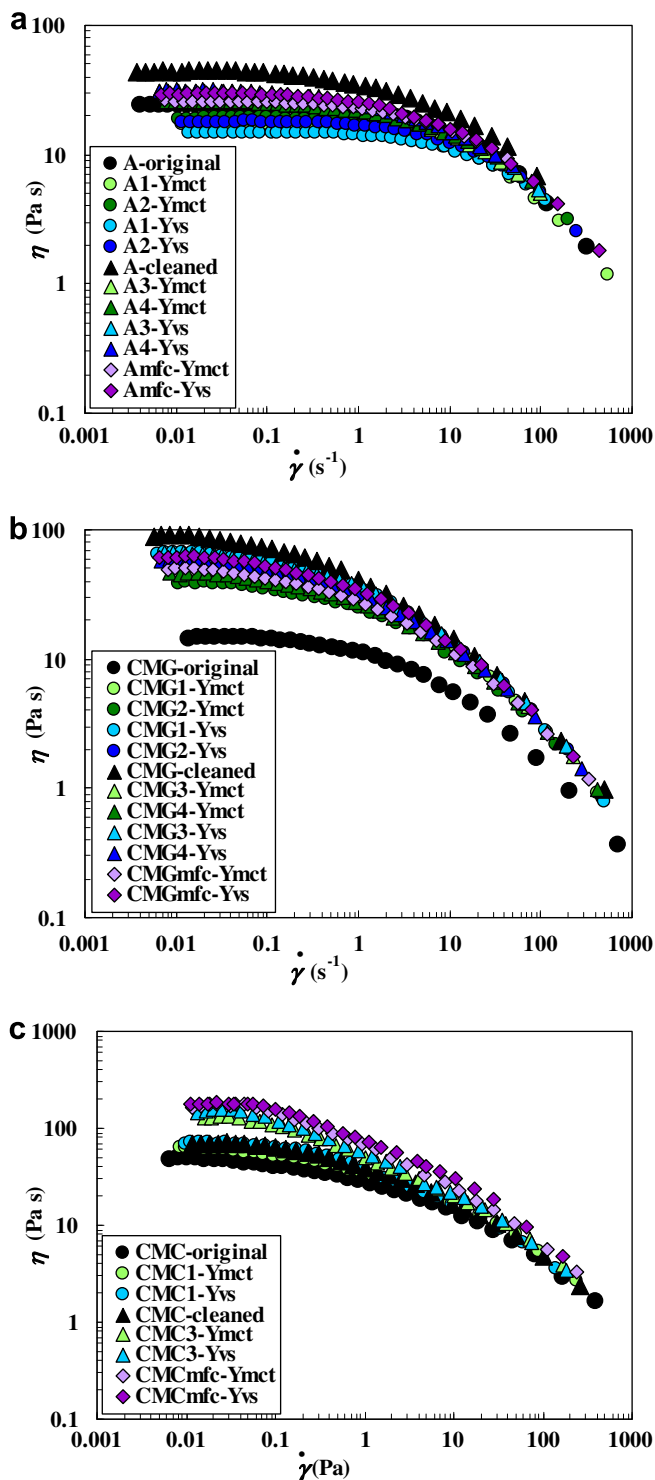 a
100
10
1
0.1
η (Pa s)
A-original
A1-Ymct
A2-Ymct
A1-Yvs
A2-Yvs
A-cleaned
A3-Ymct
A4-Ymct
A3-Yvs
A4-Yvs
Amfc-Ymct
Amfc-Yvs
0.001 0.01 0.1 1 10 100 1000
γ̇ (s⁻¹)
b
100
10
1
0.1
η (Pa s)
CMG-original
CMG1-Ymct
CMG2-Ymct
CMG1-Yvs
CMG2-Yvs
CMG-cleaned
CMG3-Ymct
CMG4-Ymct
CMG3-Yvs
CMG4-Yvs
CMGmfc-Ymct
CMGmfc-Yvs
0.001 0.01 0.1 1 10 100 1000
γ̇ (s⁻¹)
c
1000
100
10
1
0.1
η (Pa s)
CMC-original
CMC1-Ymct
CMC1-Yvs
CMC-cleaned
CMC3-Ymct
CMC3-Yvs
CMCmfc-Ymct
CMCmfc-Yvs
0.001 0.01 0.1 1 10 100 1000
γ̇(Pa)